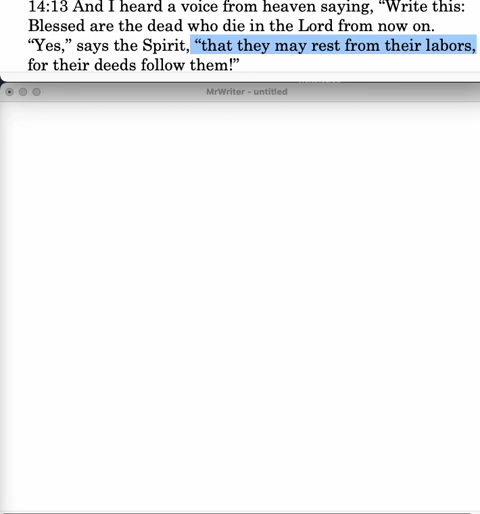 14:13 And I heard a voice from heaven saying, “Write this:
Blessed are the dead who die in the Lord from now on.
“Yes,” says the Spirit, “that they may rest from their labors,
for their deeds follow them!”
MrWriter - untitled